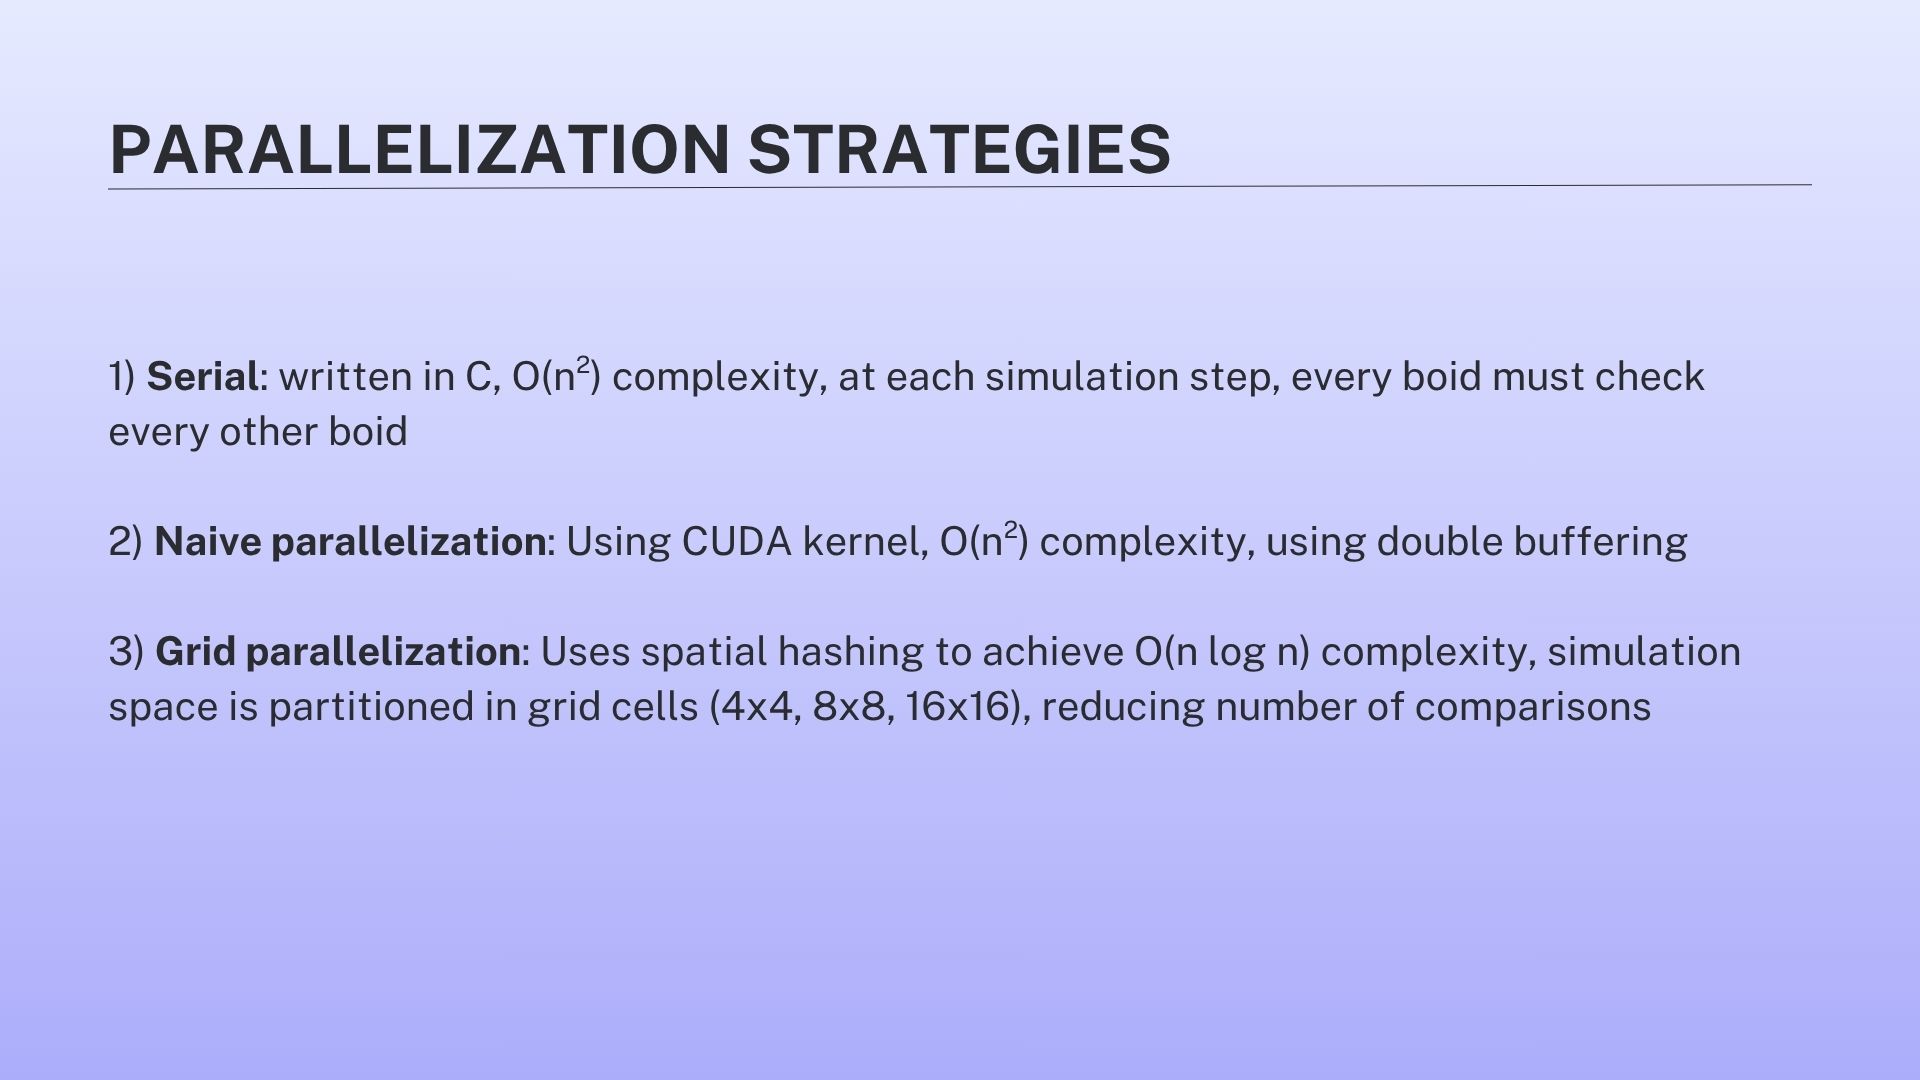 PARALLELIZATION STRATEGIES
1) Serial: written in C, O(n²) complexity, at each simulation step, every boid must check
every other boid
2) Naive parallelization: Using CUDA kernel, O(n²) complexity, using double buffering
3) Grid parallelization: Uses spatial hashing to achieve O(n log n) complexity, simulation
space is partitioned in grid cells (4x4, 8x8, 16x16), reducing number of comparisons